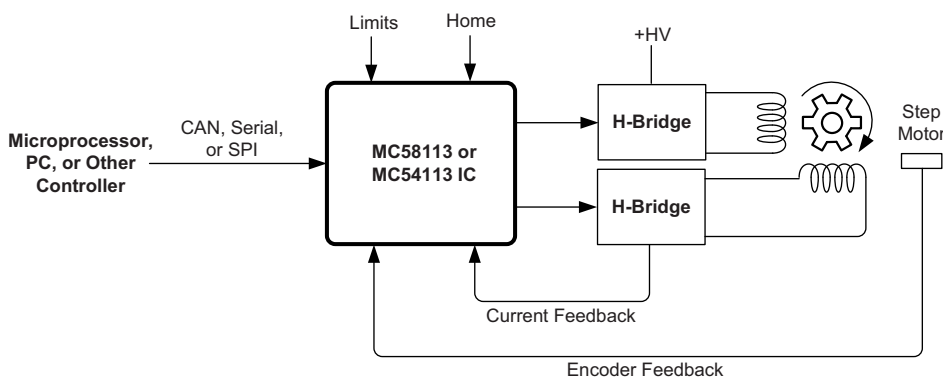 Limits
Home
+HV
Microprocessor,
PC, or Other
Controller
CAN, Serial,
or SPI
MC58113 or
MC54113 IC
H-Bridge
H-Bridge
Step
Motor
Current Feedback
Encoder Feedback